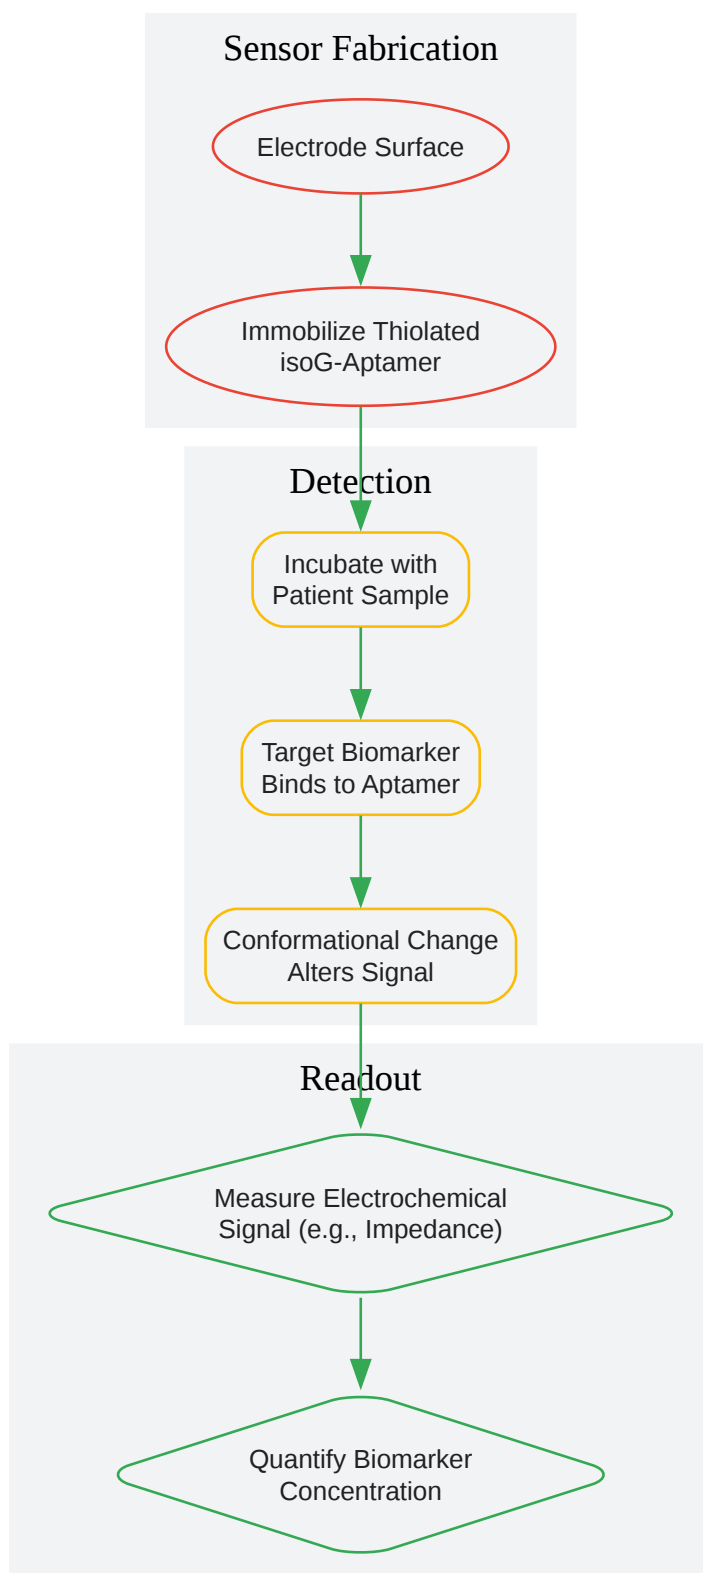 Sensor Fabrication
Electrode Surface
Immobilize Thiolated
isoG-Aptamer
Detection
Incubate with
Patient Sample
Target Biomarker
Binds to Aptamer
Conformational Change
Alters Signal
Readout
Measure Electrochemical
Signal (e.g., Impedance)
Quantify Biomarker
Concentration